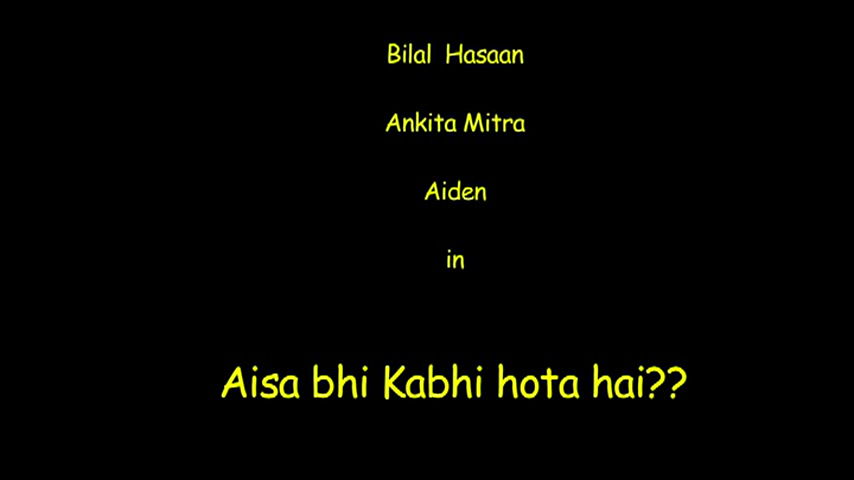 Bilal Hasaan
Ankita Mitra
Aiden
in
Aisa bhi Kabhi hota hai??